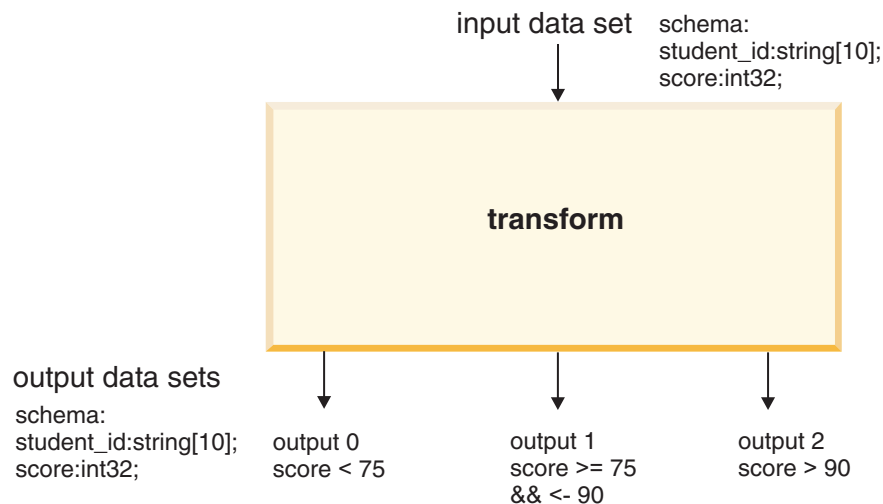 input data set
schema:
student_id:string[10];
score:int32;
transform
output data sets
schema:
student_id:string[10];
score:int32;
output 0
score < 75
output 1
score >= 75
&& <- 90
output 2
score > 90